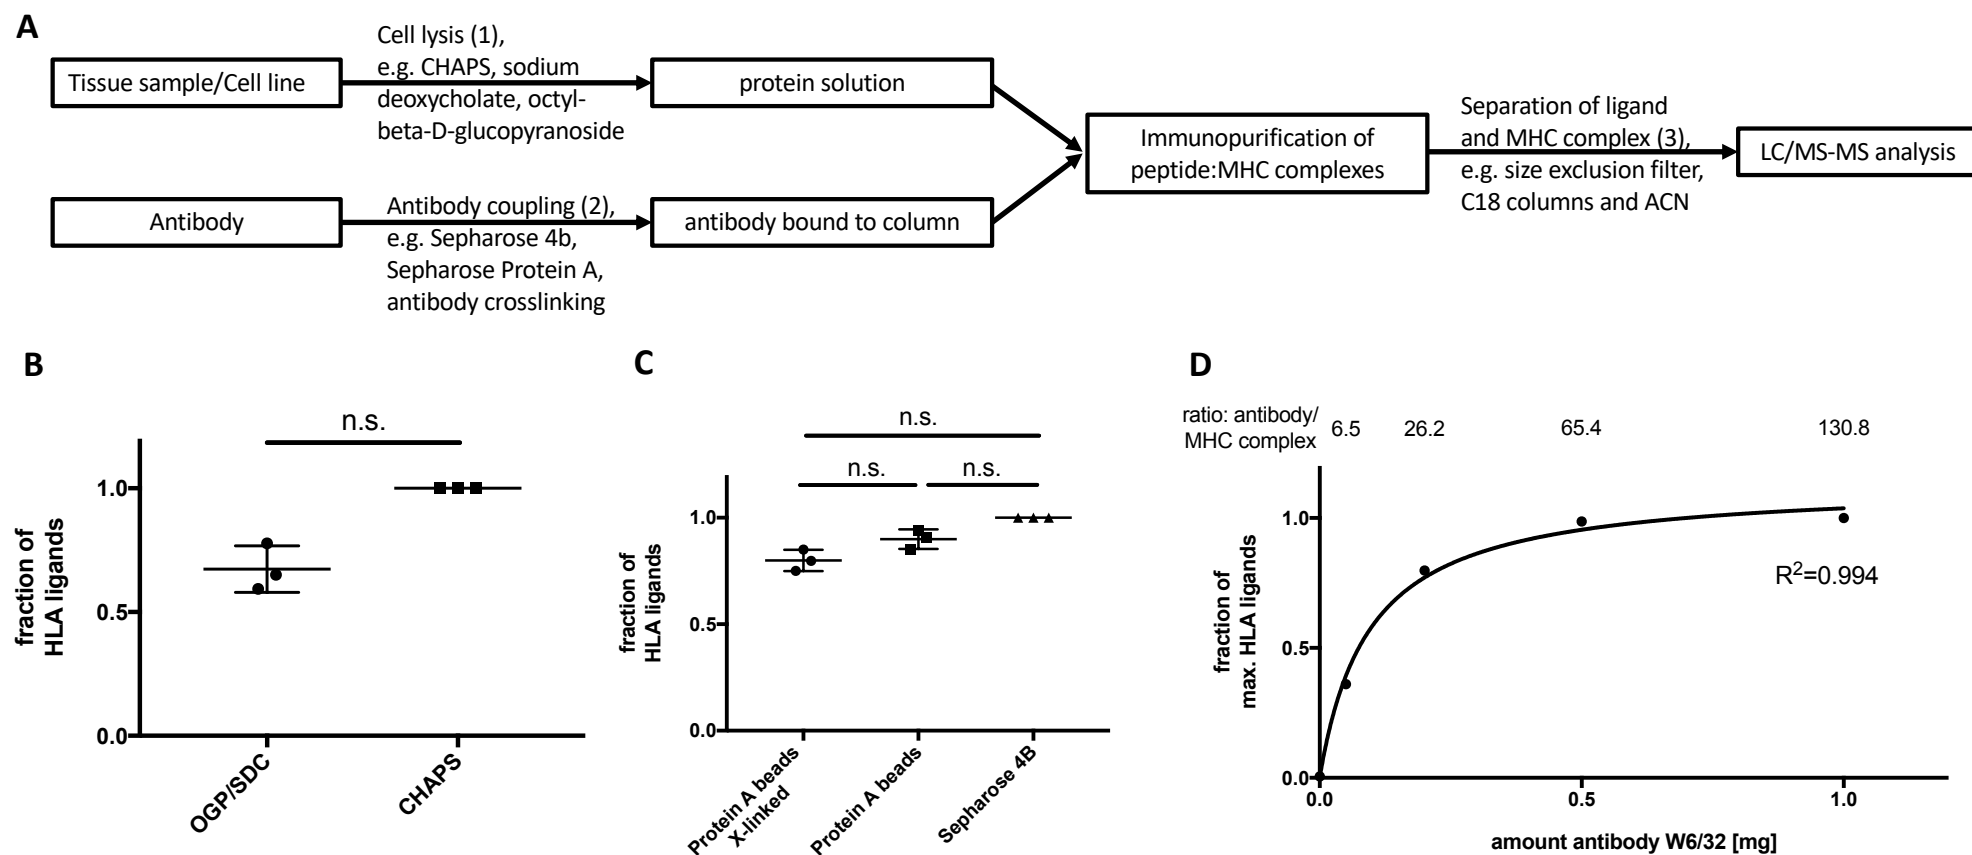 A
Tissue sample/Cell line
Cell lysis (1),
e.g. CHAPS, sodium
deoxycholate, octyl-
beta-D-glucopyranoside
protein solution
Antibody
Antibody coupling (2),
e.g. Sepharose 4b,
Sepharose Protein A,
antibody crosslinking
antibody bound to column
Immunopurification of
peptide:MHC complexes
Separation of ligand
and MHC complex (3),
e.g. size exclusion filter,
C18 columns and ACN
LC/MS-MS analysis
B
n.s.
fraction of
HLA ligands
1.0
0.5
0.0
OGP/SDC
CHAPS
C
n.s.
n.s.
n.s.
fraction of
HLA ligands
1.0
0.5
0.0
Protein A beads
X-linked
Protein A beads
Sepharose 4B
D
ratio: antibody/
MHC complex
6.5
26.2
65.4
130.8
fraction of
max. HLA ligands
1.0
0.5
0.0
R²=0.994
0.0
0.5
1.0
amount antibody W6/32 [mg]